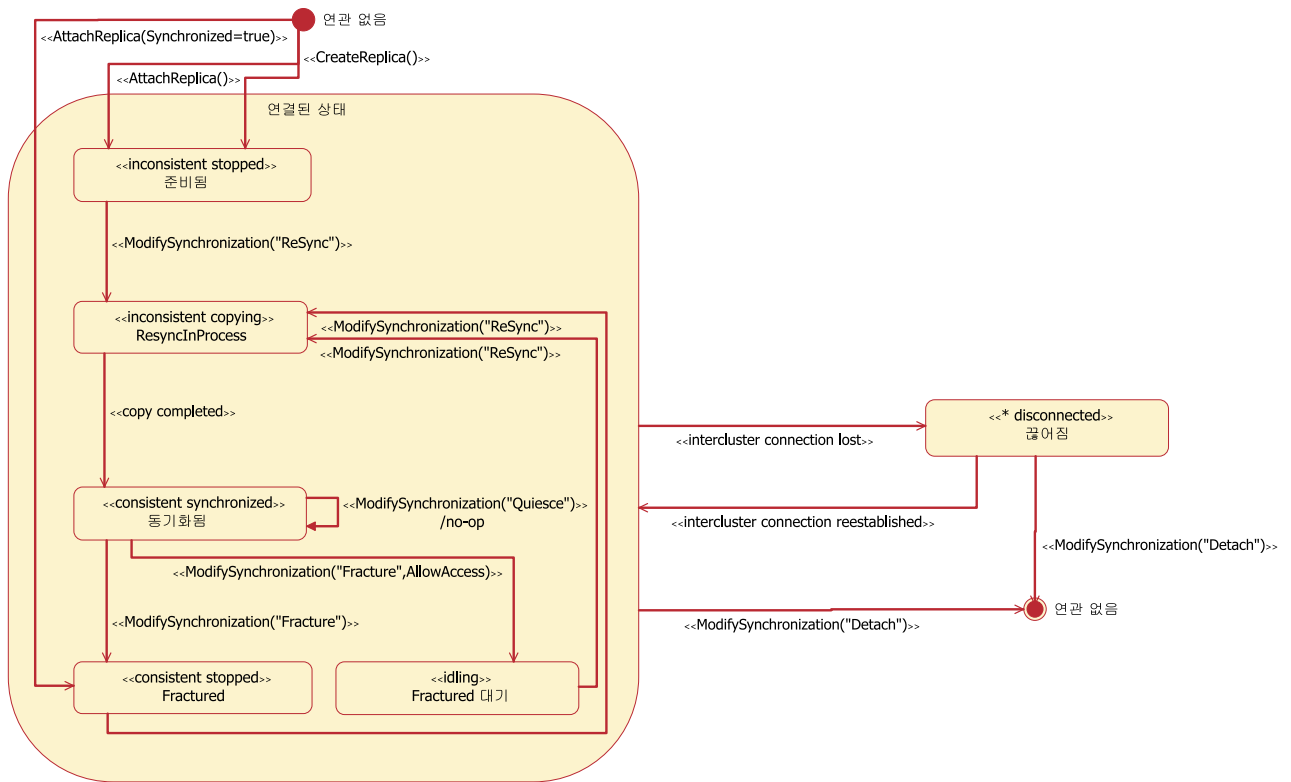 연관 없음
<<AttachReplica(Synchronized=true)>>
<<CreateReplica()>>
<<AttachReplica()>>
연결된 상태
<<inconsistent stopped>>
준비됨
<<ModifySynchronization("ReSync")>>
<<inconsistent copying>>
ResyncInProcess
<<ModifySynchronization("ReSync")>>
<<ModifySynchronization("ReSync")>>
<<copy completed>>
<<* disconnected>>
끊어짐
<<intercluster connection lost>>
<<consistent synchronized>>
동기화됨
<<ModifySynchronization("Quiesce")>>
/no-op
<<intercluster connection reestablished>>
<<ModifySynchronization("Detach")>>
<<ModifySynchronization("Fracture",AllowAccess)>>
연관 없음
<<ModifySynchronization("Fracture")>>
<<ModifySynchronization("Detach")>>
<<consistent stopped>>
Fractured
<<idling>>
Fractured 대기